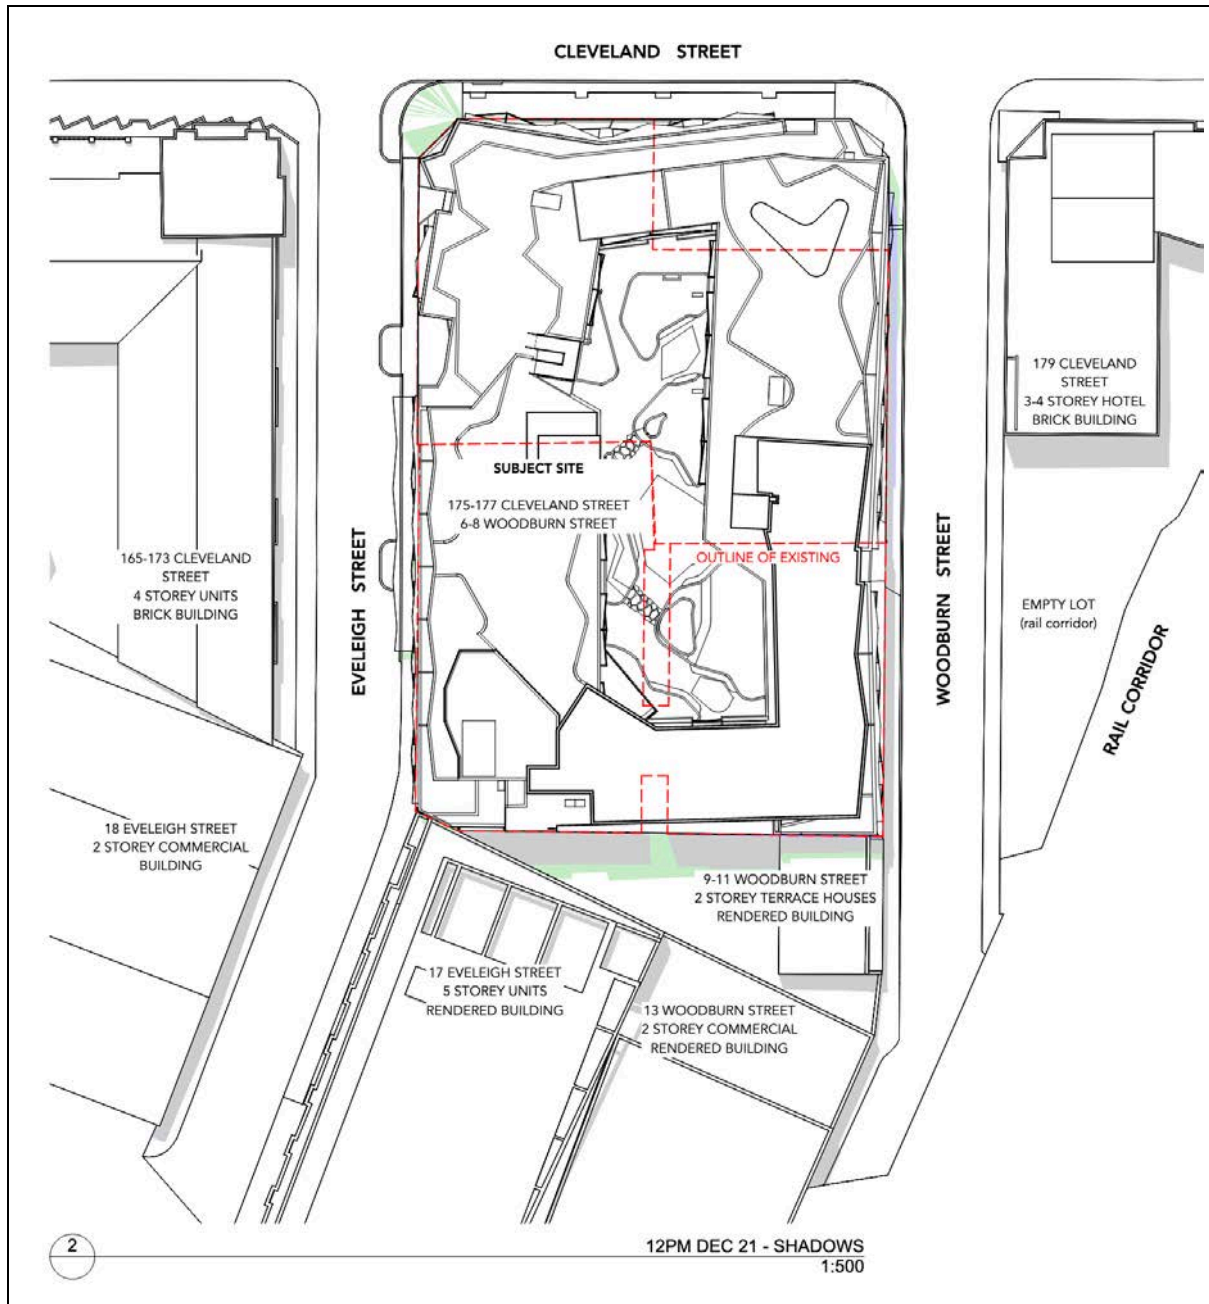 CLEVELAND STREET
179 CLEVELAND
STREET
3-4 STOREY HOTEL
BRICK BUILDING
SUBJECT SITE
175-177 CLEVELAND STREET
6-8 WOODBURN STREET
OUTLINE OF EXISTING
165-173 CLEVELAND
STREET
4 STOREY UNITS
BRICK BUILDING
EVELEIGH STREET
WOODBURN STREET
EMPTY LOT
(rail corridor)
RAIL CORRIDOR
18 EVELEIGH STREET
2 STOREY COMMERCIAL
BUILDING
9-11 WOODBURN STREET
2 STOREY TERRACE HOUSES
RENDERED BUILDING
17 EVELEIGH STREET
5 STOREY UNITS
RENDERED BUILDING
13 WOODBURN STREET
2 STOREY COMMERCIAL
RENDERED BUILDING
2
12PM DEC 21 - SHADOWS
1:500